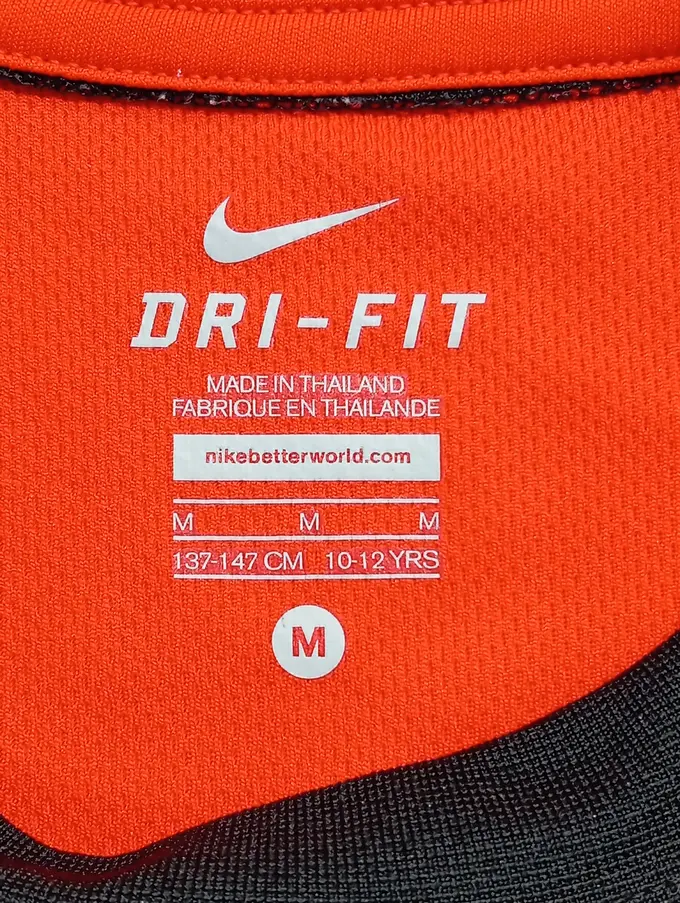 DRI-FIT
MADE IN THAILAND
FABRIQUE EN THAILANDE
nikebetterworld.com
M M M
137-147 CM 10-12 YRS
M